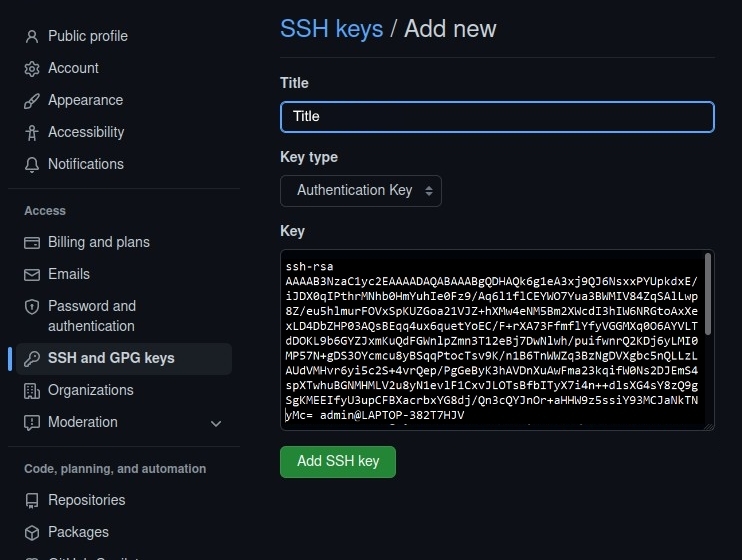 Public profile
Account
Appearance
Accessibility
Notifications
Access
Billing and plans
Emails
Password and
authentication
SSH and GPG keys
Organizations
Moderation
Code, planning, and automation
Repositories
Packages
SSH keys / Add new
Title
Title
Key type
Authentication Key
Key
ssh-rsa
AAAAB3NzaC1yc2EAAAADAQABAAABgQDHAQk6g1eA3xj9QJ6NsxxPYUpkdxE/
iJDX0qIPthrMNhb0HmYuhIe0Fz9/Aq6l1flCEYWO7Yua3BWMIV84ZqSAlLwp
8Z/eu5hlmurFOVxSpKUZGoa21VJZ+hXMw4eNM5Bm2XWcdI3hIW6NRGtoAxXe
xLD4DbZHP03AQsBEqq4ux6quetYoEC/F+rXA73FfmflYfyVGGMXq0O6AYVLT
dDOKL9b6GYZJxmKuQdFGWnlpZmn3T12eBj7DwNlwh/puifwnrQ2KDj6yLMI0
MP57N+gDS3OYcmcu8yBSqqPtocTsv9K/n1B6TnWWZq3BzNgDVXgbc5nQLLzL
AUdVMHvr6yi5c2S+4vrQep/PgGeByK3hAVDnXuAwFma23kqifW0Ns2DJEmS4
spXTwhuBGNMHMLV2u8yN1evlF1CxvJLOTsBfbITyX7i4n++dlsXG4sY8zQ9g
SgKMEEIfyU3upCFBXacrbxYG8dj/Qn3cQYJnOr+aHHW9z5ssiY93MCJaNkTN
yMc= admin@LAPTOP-382T7HJV
Add SSH key